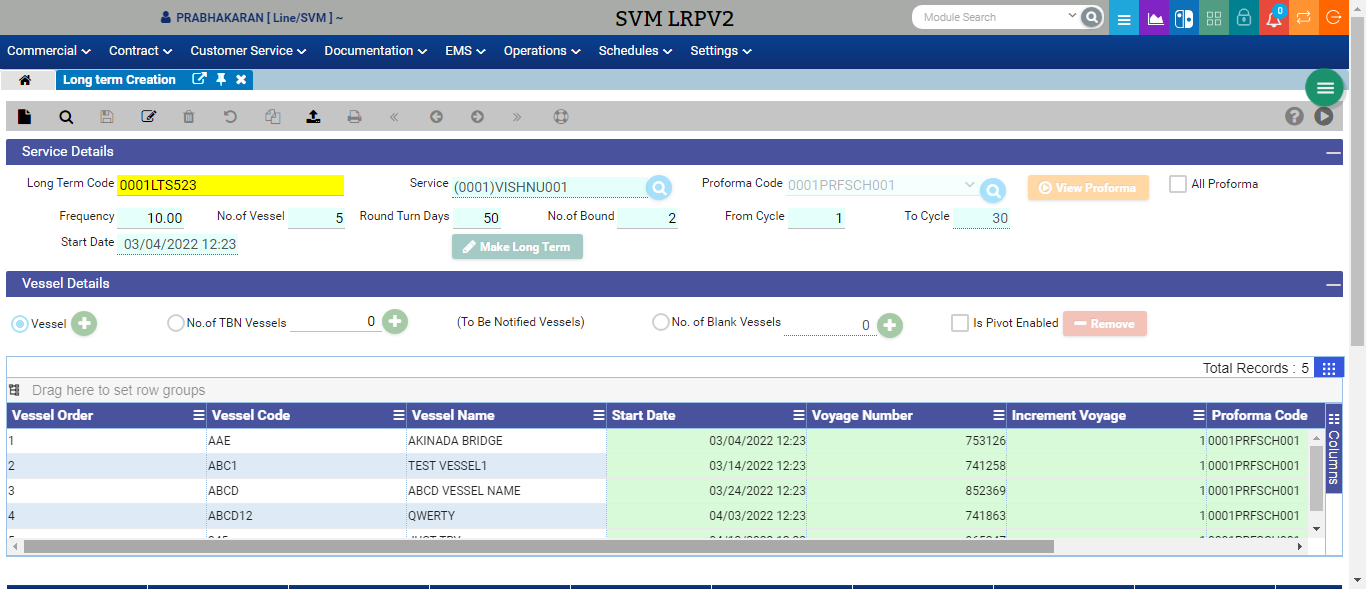 PRABHAKARAN [ Line/SVM ] ~
SVM LRPV2
Module Search
0
Commercial Contract Customer Service Documentation EMS Operations Schedules Settings
Long term Creation
Service Details
Long Term Code 0001LTS523 Service (0001)VISHNU001 Proforma Code 0001PRFSCH001 View Proforma All Proforma
Frequency 10.00 No.of Vessel 5 Round Turn Days 50 No.of Bound 2 From Cycle 1 To Cycle 30
Start Date 03/04/2022 12:23 Make Long Term
Vessel Details
Vessel No.of TBN Vessels 0 (To Be Notified Vessels) No. of Blank Vessels 0 Is Pivot Enabled Remove
Total Records : 5
Drag here to set row groups
Vessel Order Vessel Code Vessel Name Start Date Voyage Number Increment Voyage Proforma Code
1 AAE AKINADA BRIDGE 03/04/2022 12:23 753126 1 0001PRFSCH001
2 ABC1 TEST VESSEL1 03/14/2022 12:23 741258 1 0001PRFSCH001
3 ABCD ABCD VESSEL NAME 03/24/2022 12:23 852369 1 0001PRFSCH001
4 ABCD12 QWERTY 04/03/2022 12:23 741863 1 0001PRFSCH001
Columns